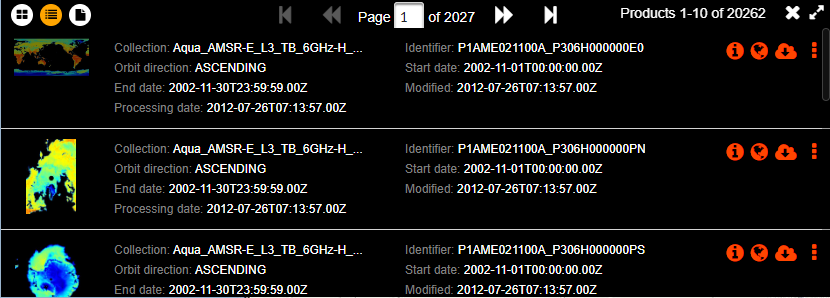 Page 1 of 2027 Products 1-10 of 20262
Collection: Aqua_AMSR-E_L3_TB_6GHz-H_... Identifier: P1AME021100A_P306H000000E0
Orbit direction: ASCENDING Start date: 2002-11-01T00:00:00.00Z
End date: 2002-11-30T23:59:59.00Z Modified: 2012-07-26T07:13:57.00Z
Processing date: 2012-07-26T07:13:57.00Z
Collection: Aqua_AMSR-E_L3_TB_6GHz-H_... Identifier: P1AME021100A_P306H000000PN
Orbit direction: ASCENDING Start date: 2002-11-01T00:00:00.00Z
End date: 2002-11-30T23:59:59.00Z Modified: 2012-07-26T07:13:57.00Z
Processing date: 2012-07-26T07:13:57.00Z
Collection: Aqua_AMSR-E_L3_TB_6GHz-H_... Identifier: P1AME021100A_P306H000000PS
Orbit direction: ASCENDING Start date: 2002-11-01T00:00:00.00Z
End date: 2002-11-30T23:59:59.00Z Modified: 2012-07-26T07:13:57.00Z